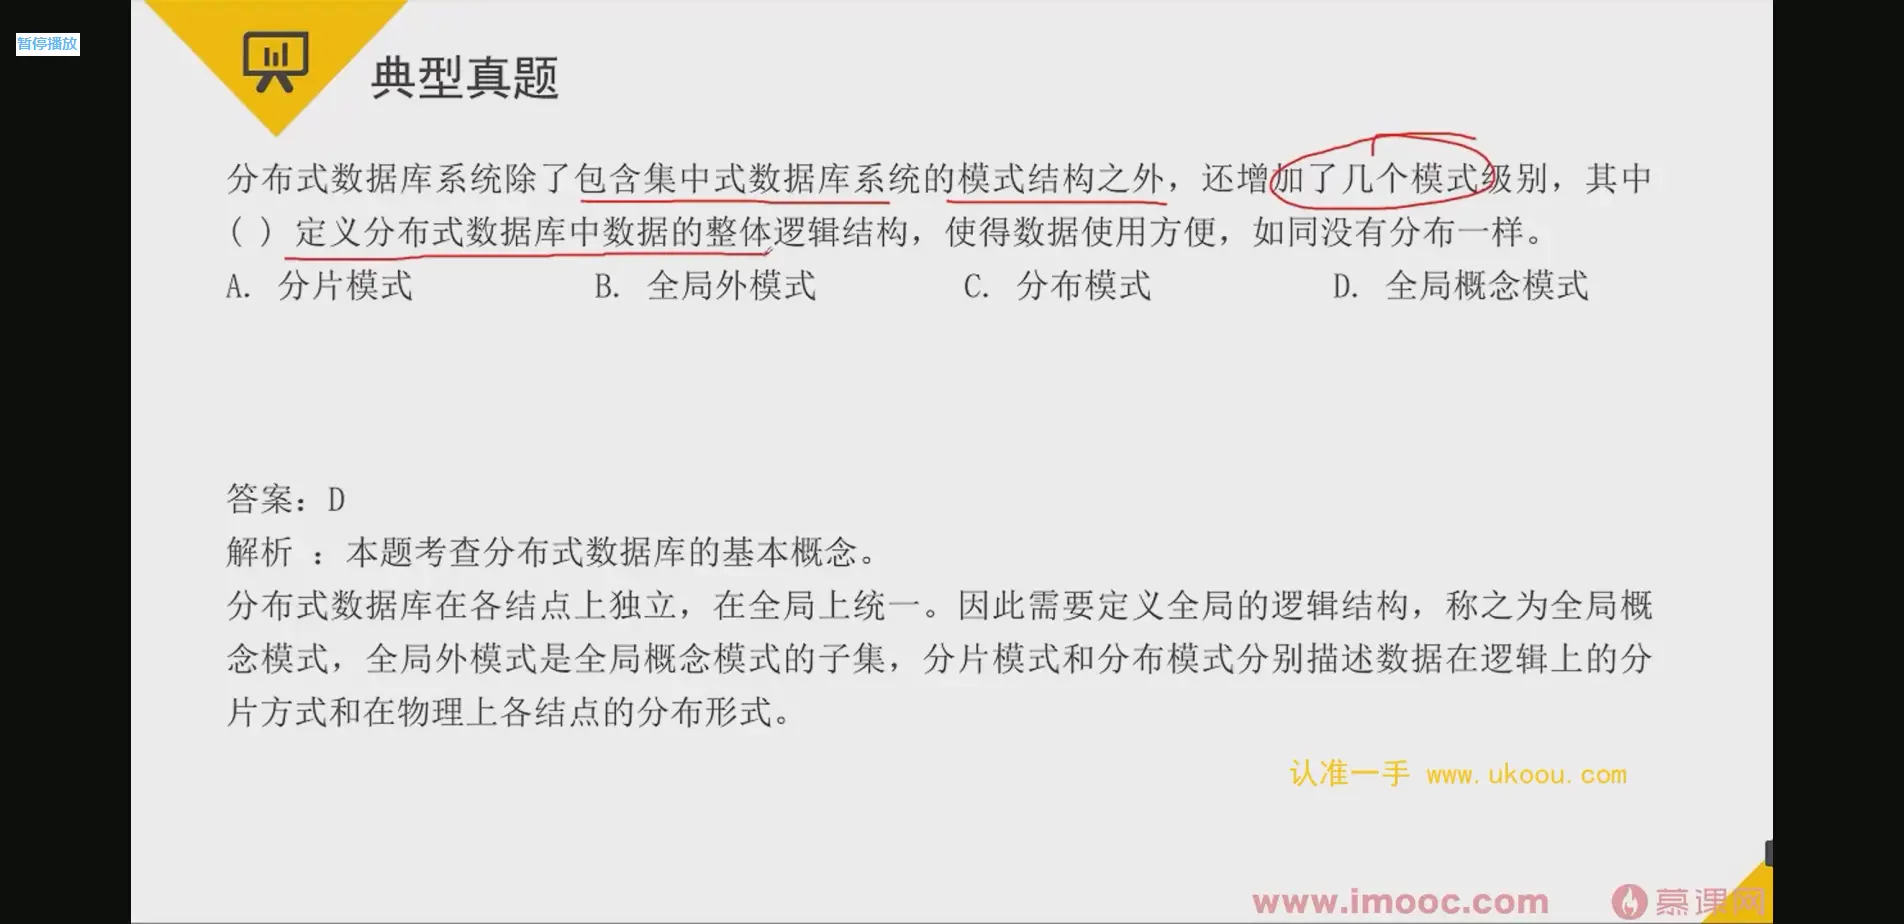 暂停播放
典型真题
分布式数据库系统除了包含集中式数据库系统的模式结构之外，还增加了几个模式级别，其中
( ) 定义分布式数据库中数据的整体逻辑结构，使得数据使用方便，如同没有分布一样。
A. 分片模式 B. 全局外模式 C. 分布模式 D. 全局概念模式
答案：D
解析 ：本题考查分布式数据库的基本概念。
分布式数据库在各结点上独立，在全局上统一。因此需要定义全局的逻辑结构，称之为全局概
念模式，全局外模式是全局概念模式的子集，分片模式和分布模式分别描述数据在逻辑上的分
片方式和在物理上各结点的分布形式。
认准一手 www.ukoou.com
www.imooc.com 慕课网